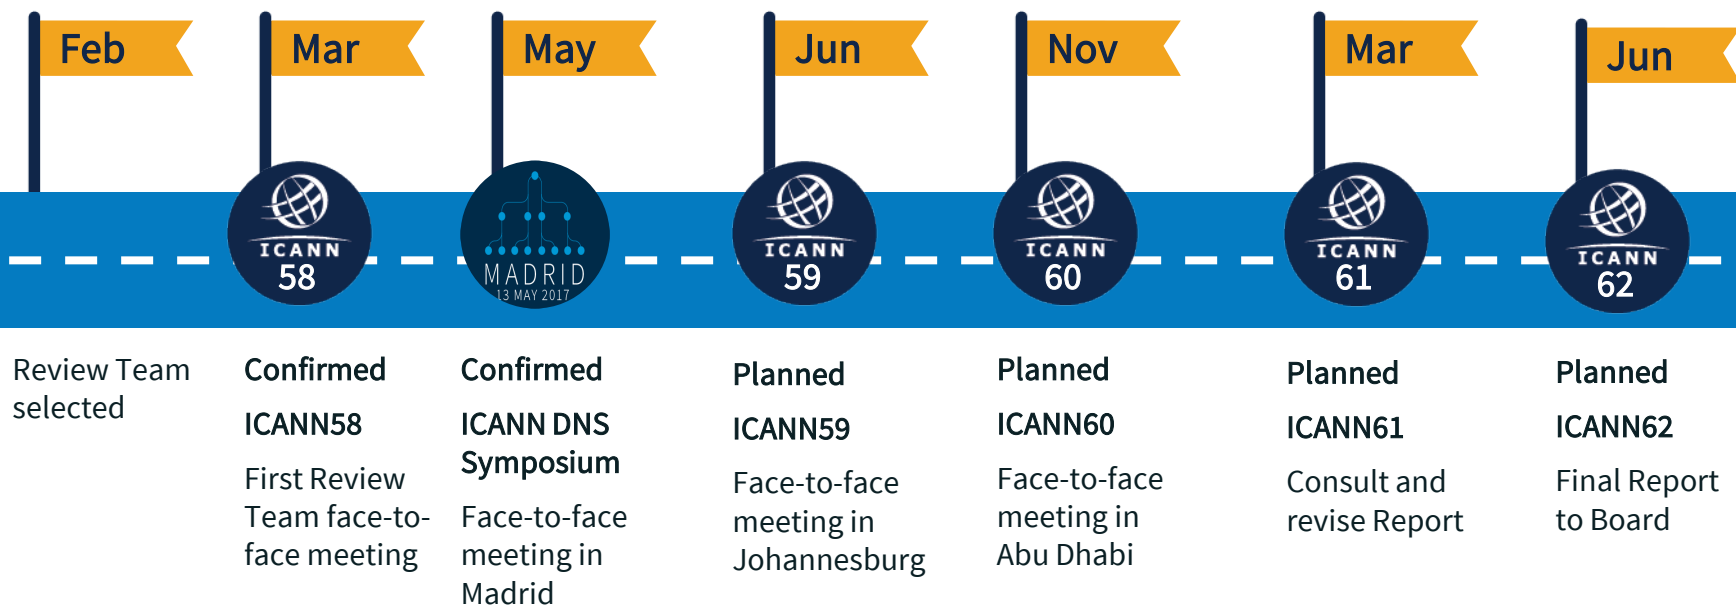 Feb
Mar
May
Jun
Nov
Mar
Jun
ICANN
58
MADRID
13 MAY 2017
ICANN
59
ICANN
60
ICANN
61
ICANN
62
Review Team
selected
Confirmed
ICANN58
First Review
Team face-to-
face meeting
Confirmed
ICANN DNS
Symposium
Face-to-face
meeting in
Madrid
Planned
ICANN59
Face-to-face
meeting in
Johannesburg
Planned
ICANN60
Face-to-face
meeting in
Abu Dhabi
Planned
ICANN61
Consult and
revise Report
Planned
ICANN62
Final Report
to Board